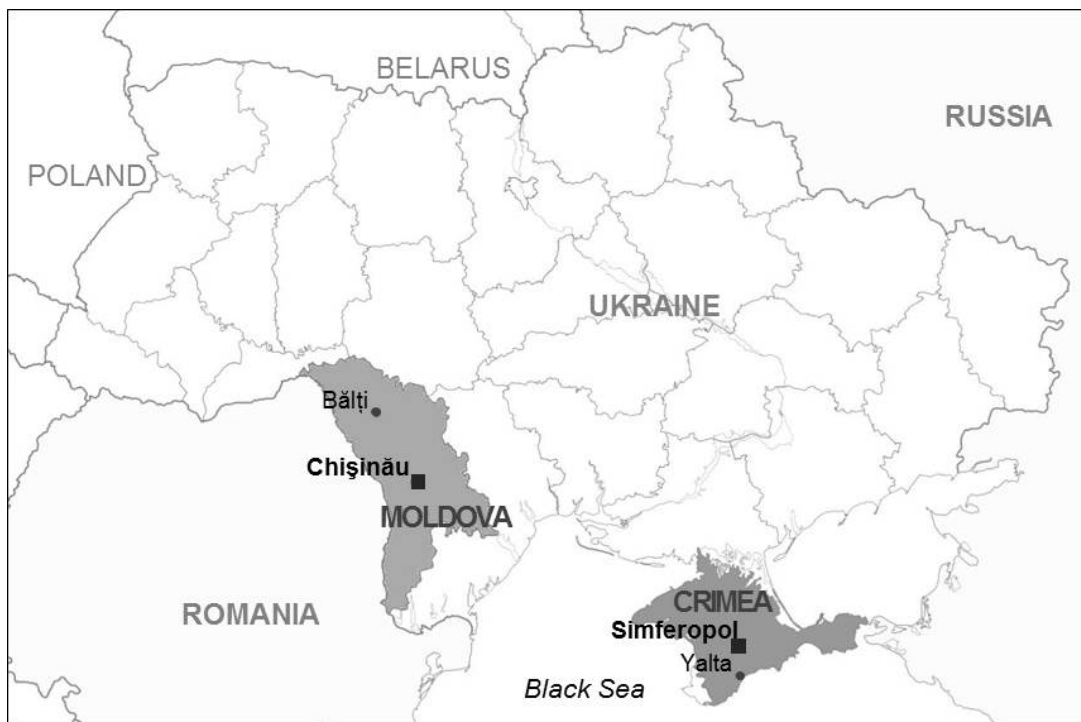 BELARUS
RUSSIA
POLAND
UKRAINE
Bălți
Chişinău
MOLDOVA
ROMANIA
CRIMEA
Simferopol
Yalta
Black Sea